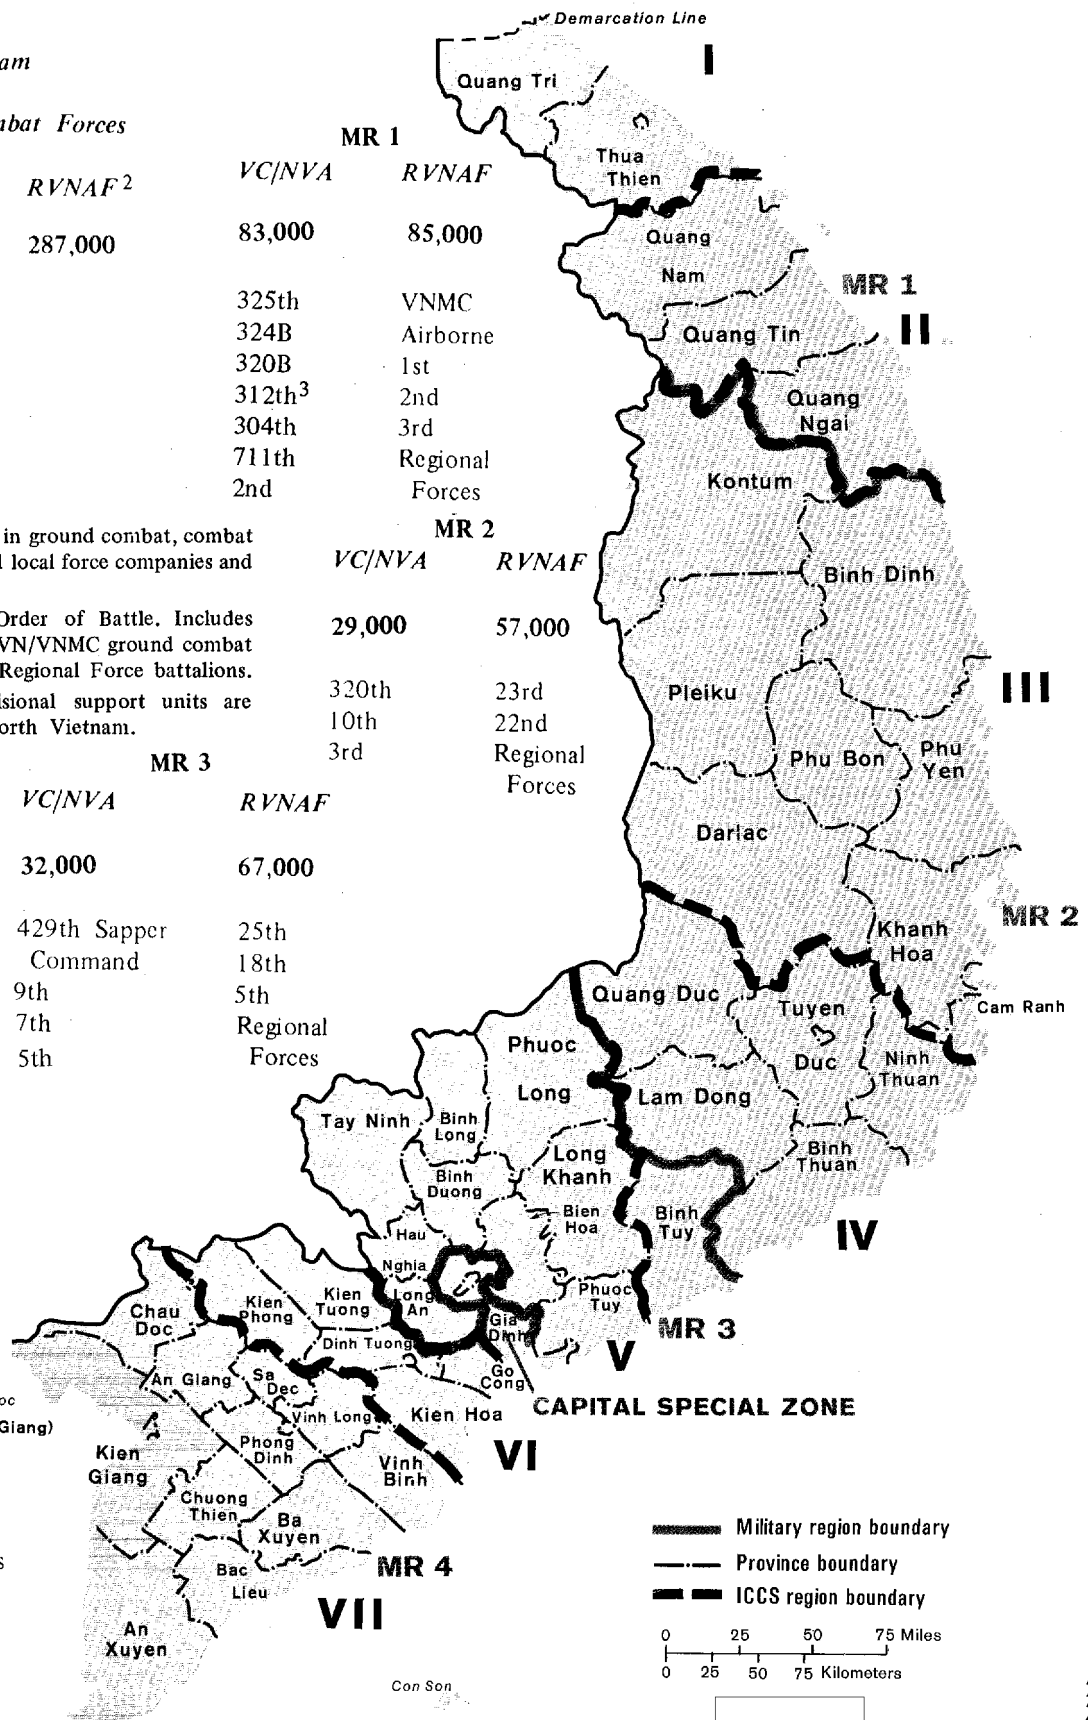 Demarcation Line
am
I
Quang Tri
bat Forces
MR 1
VC/NVA RVNAF
RVNAF²
Thua
Thien
83,000 85,000
287,000
Quang
Nam
MR 1
325th VNMC
324B Airborne
320B 1st
312th³ 2nd
304th 3rd
711th Regional
2nd Forces
Quang Tin
II
Quang
Ngai
Kontum
in ground combat, combat
local force companies and
MR 2
VC/NVA RVNAF
Binh Dinh
Order of Battle. Includes
VN/VNMC ground combat
Regional Force battalions.
isional support units are
orth Vietnam.
29,000 57,000
320th 23rd
10th 22nd
3rd Regional
Forces
Pleiku
III
Phu Bon
Phu
Yen
MR 3
VC/NVA RVNAF
Darlac
32,000 67,000
MR 2
429th Sapper 25th
Command 18th
9th 5th
7th Regional
5th Forces
Khanh
Hoa
Cam Ranh
Quang Duc
Tuyen
Duc
Phuoc
Long
Ninh
Thuan
Lam Dong
Tay Ninh
Binh
Long
Long
Khanh
Binh
Thuan
Binh
Duong
Bien
Hoa
Binh
Tuy
IV
Hau
Nghia
Long
An
Kien
Tuong
Kien
Phong
Chau
Doc
Phuoc
Tuy
Gia
Dinh
MR 3
Dinh Tuong
V
An Giang
Sa
Dec
Go
Cong
CAPITAL SPECIAL ZONE
oc
Giang)
Vinh Long
Kien Hoa
Kien
Giang
Phong
Dinh
Vinh
Binh
VI
Chuong
Thien
Ba
Xuyen
Military region boundary
Province boundary
ICCS region boundary
s
Bac
Lieu
MR 4
VII
An
Xuyen
0 25 50 75 Miles
0 25 50 75 Kilometers
Con Son